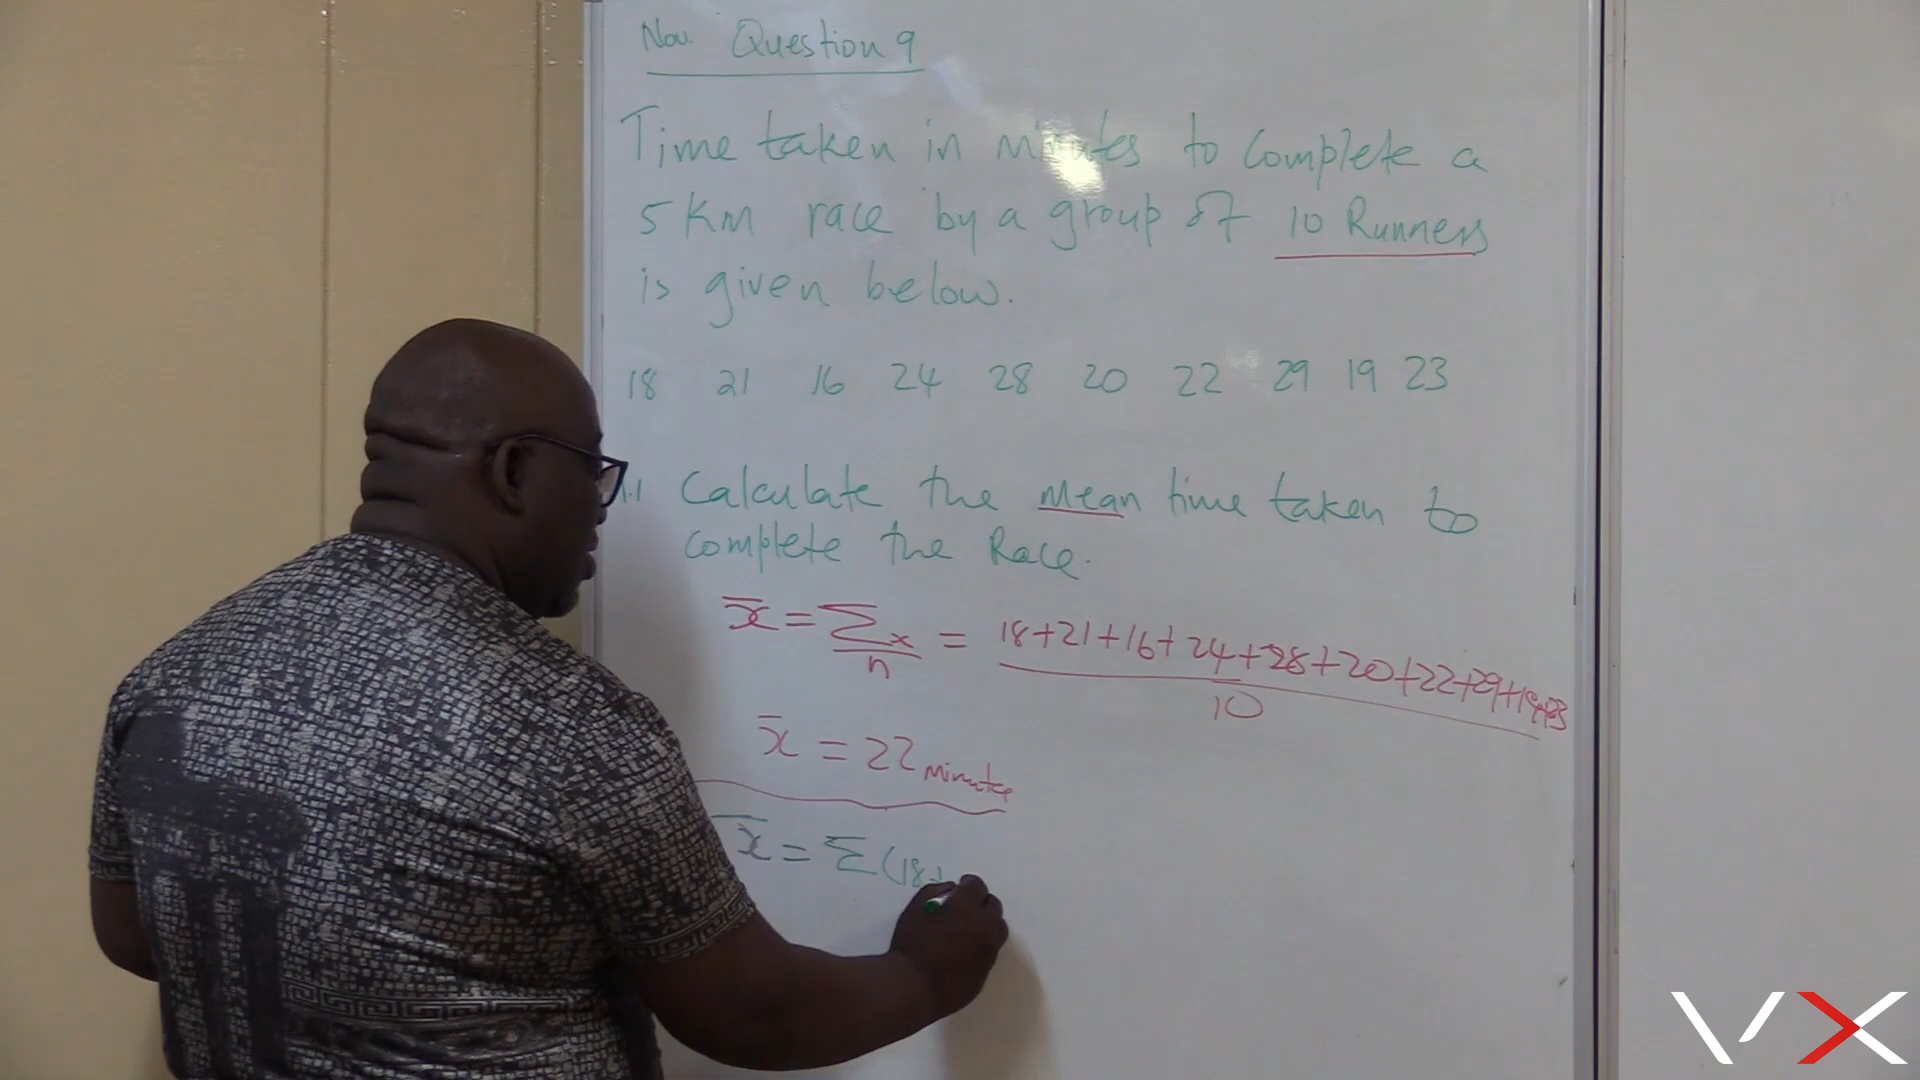 Nov. Question 9
Time taken in minutes to complete a
5 Km race by a group of 10 Runners
is given below.
18 21 16 24 28 20 22 29 19 23
.1 Calculate the mean time taken to
complete the Race.
x̄ = Σx / n = 18+21+16+24+28+20+22+29+19+23 / 10
x̄ = 22 minutes
x̄ = Σ(18+
VX